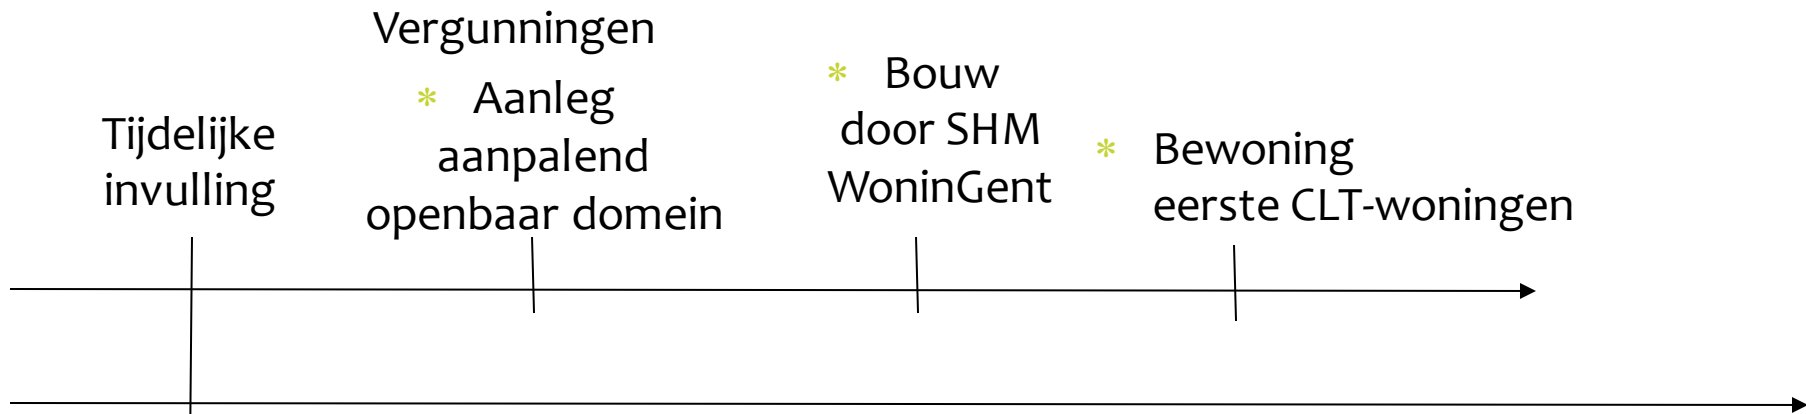 Tijdelijke
invulling
Vergunningen
* Aanleg
aanpalend
openbaar domein
* Bouw
door SHM
WoninGent
* Bewoning
eerste CLT-woningen